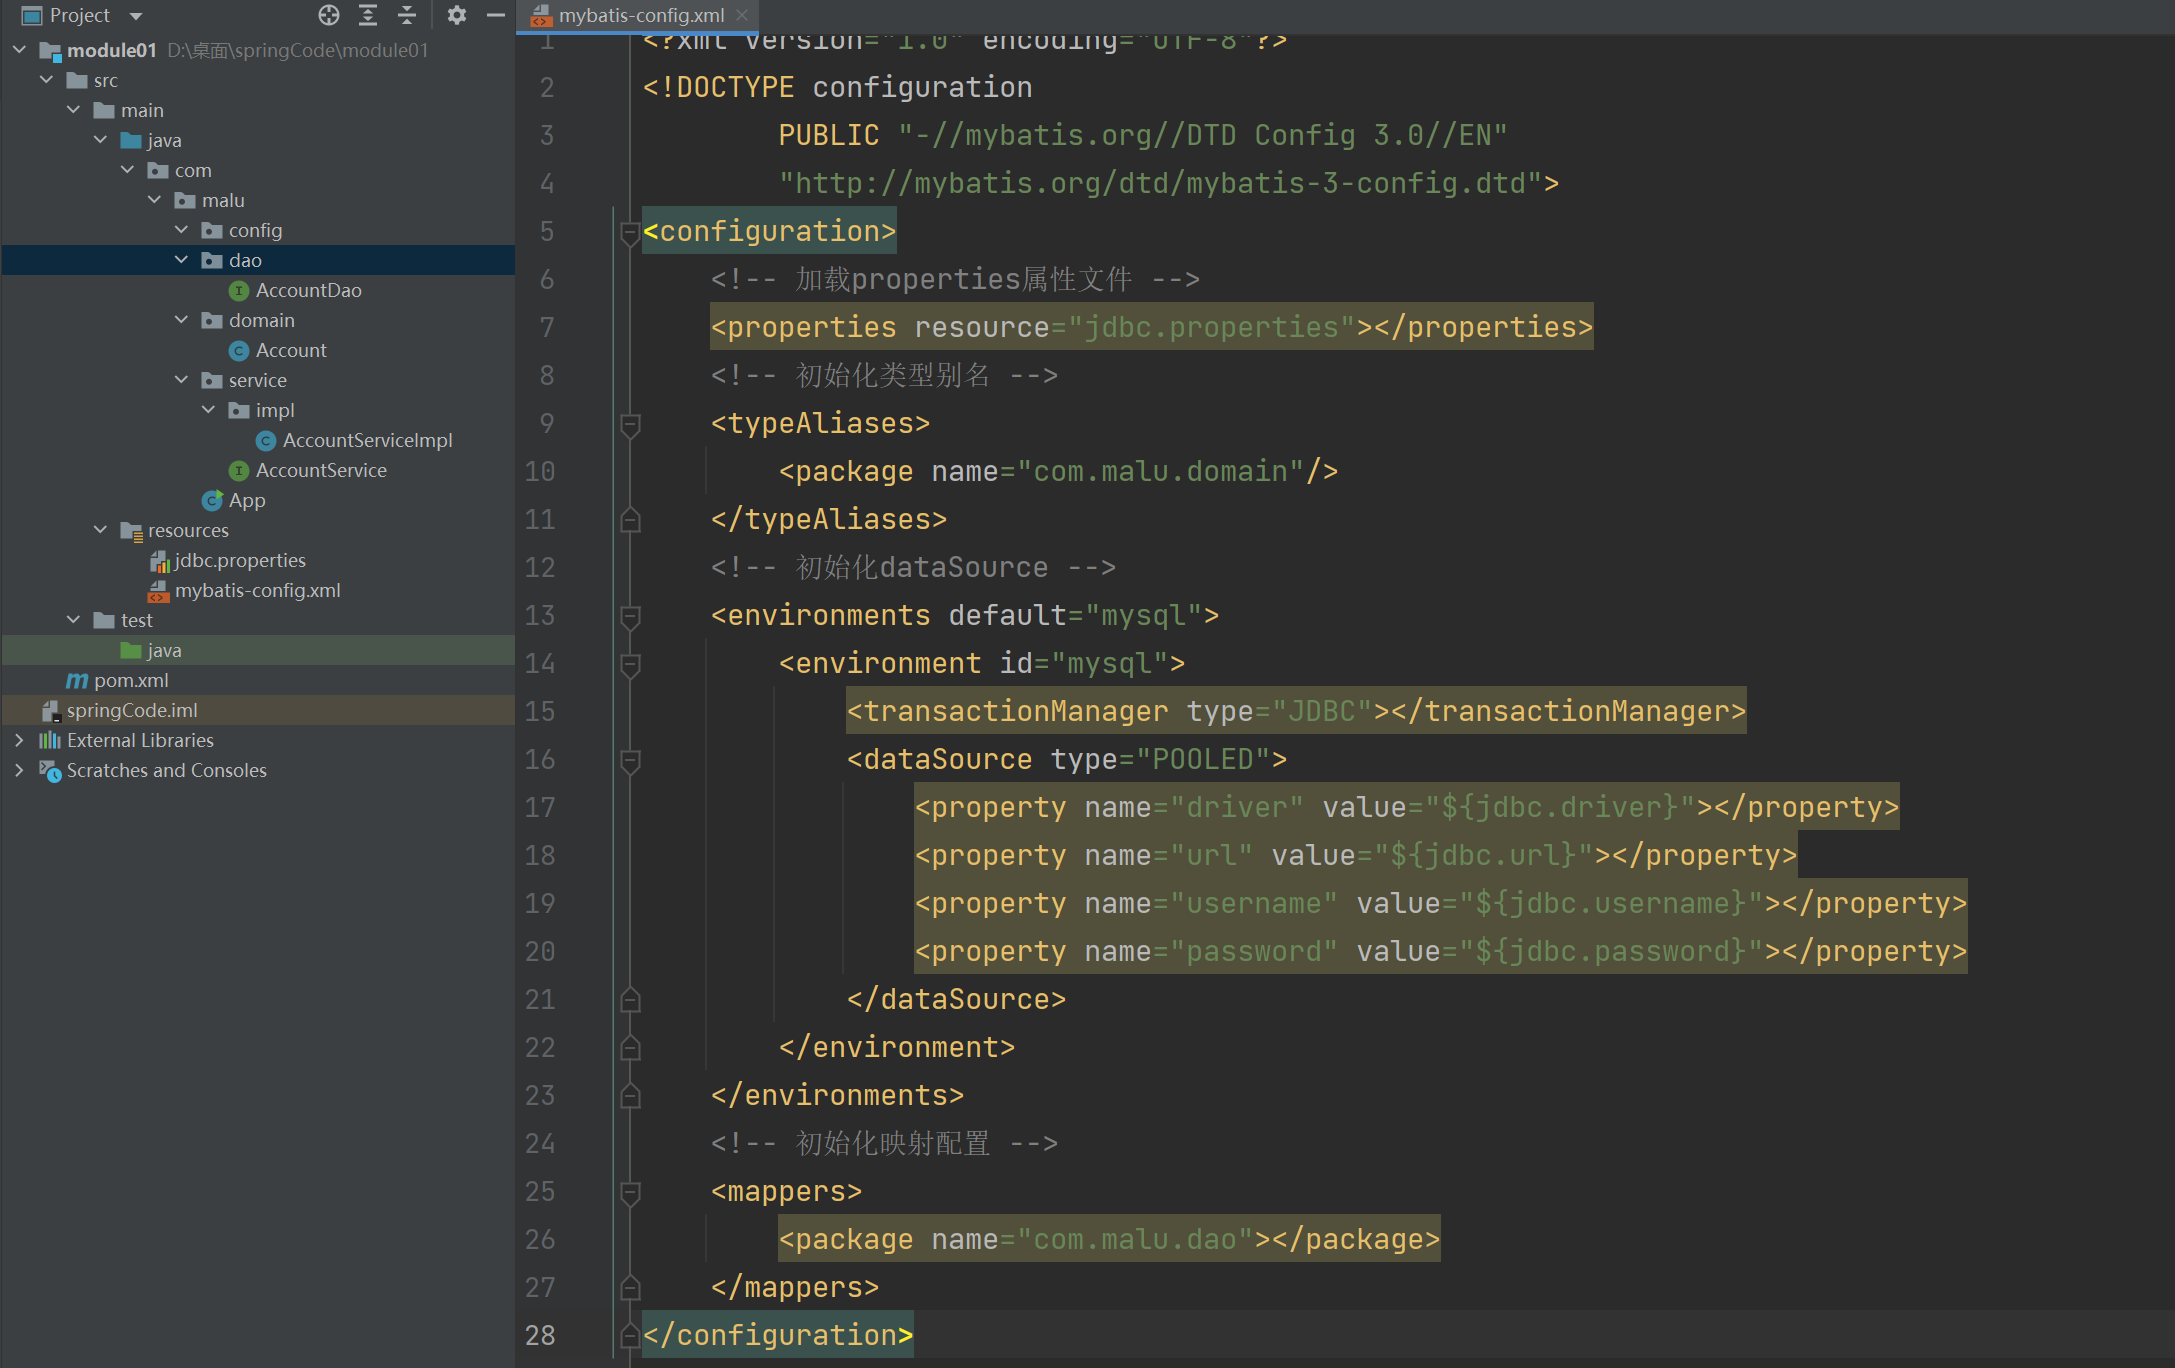 Project
module01 D:\桌面\springCode\module01
src
main
java
com
malu
config
dao
AccountDao
domain
Account
service
impl
AccountServiceImpl
AccountService
App
resources
jdbc.properties
mybatis-config.xml
test
java
pom.xml
springCode.iml
External Libraries
Scratches and Consoles
mybatis-config.xml
1 <?xml version="1.0" encoding="UTF-8"?>
2 <!DOCTYPE configuration
3 PUBLIC "-//mybatis.org//DTD Config 3.0//EN"
4 "http://mybatis.org/dtd/mybatis-3-config.dtd">
5 <configuration>
6 <!-- 加载properties属性文件 -->
7 <properties resource="jdbc.properties"></properties>
8 <!-- 初始化类型别名 -->
9 <typeAliases>
10 <package name="com.malu.domain"/>
11 </typeAliases>
12 <!-- 初始化dataSource -->
13 <environments default="mysql">
14 <environment id="mysql">
15 <transactionManager type="JDBC"></transactionManager>
16 <dataSource type="POOLED">
17 <property name="driver" value="${jdbc.driver}"></property>
18 <property name="url" value="${jdbc.url}"></property>
19 <property name="username" value="${jdbc.username}"></property>
20 <property name="password" value="${jdbc.password}"></property>
21 </dataSource>
22 </environment>
23 </environments>
24 <!-- 初始化映射配置 -->
25 <mappers>
26 <package name="com.malu.dao"></package>
27 </mappers>
28 </configuration>